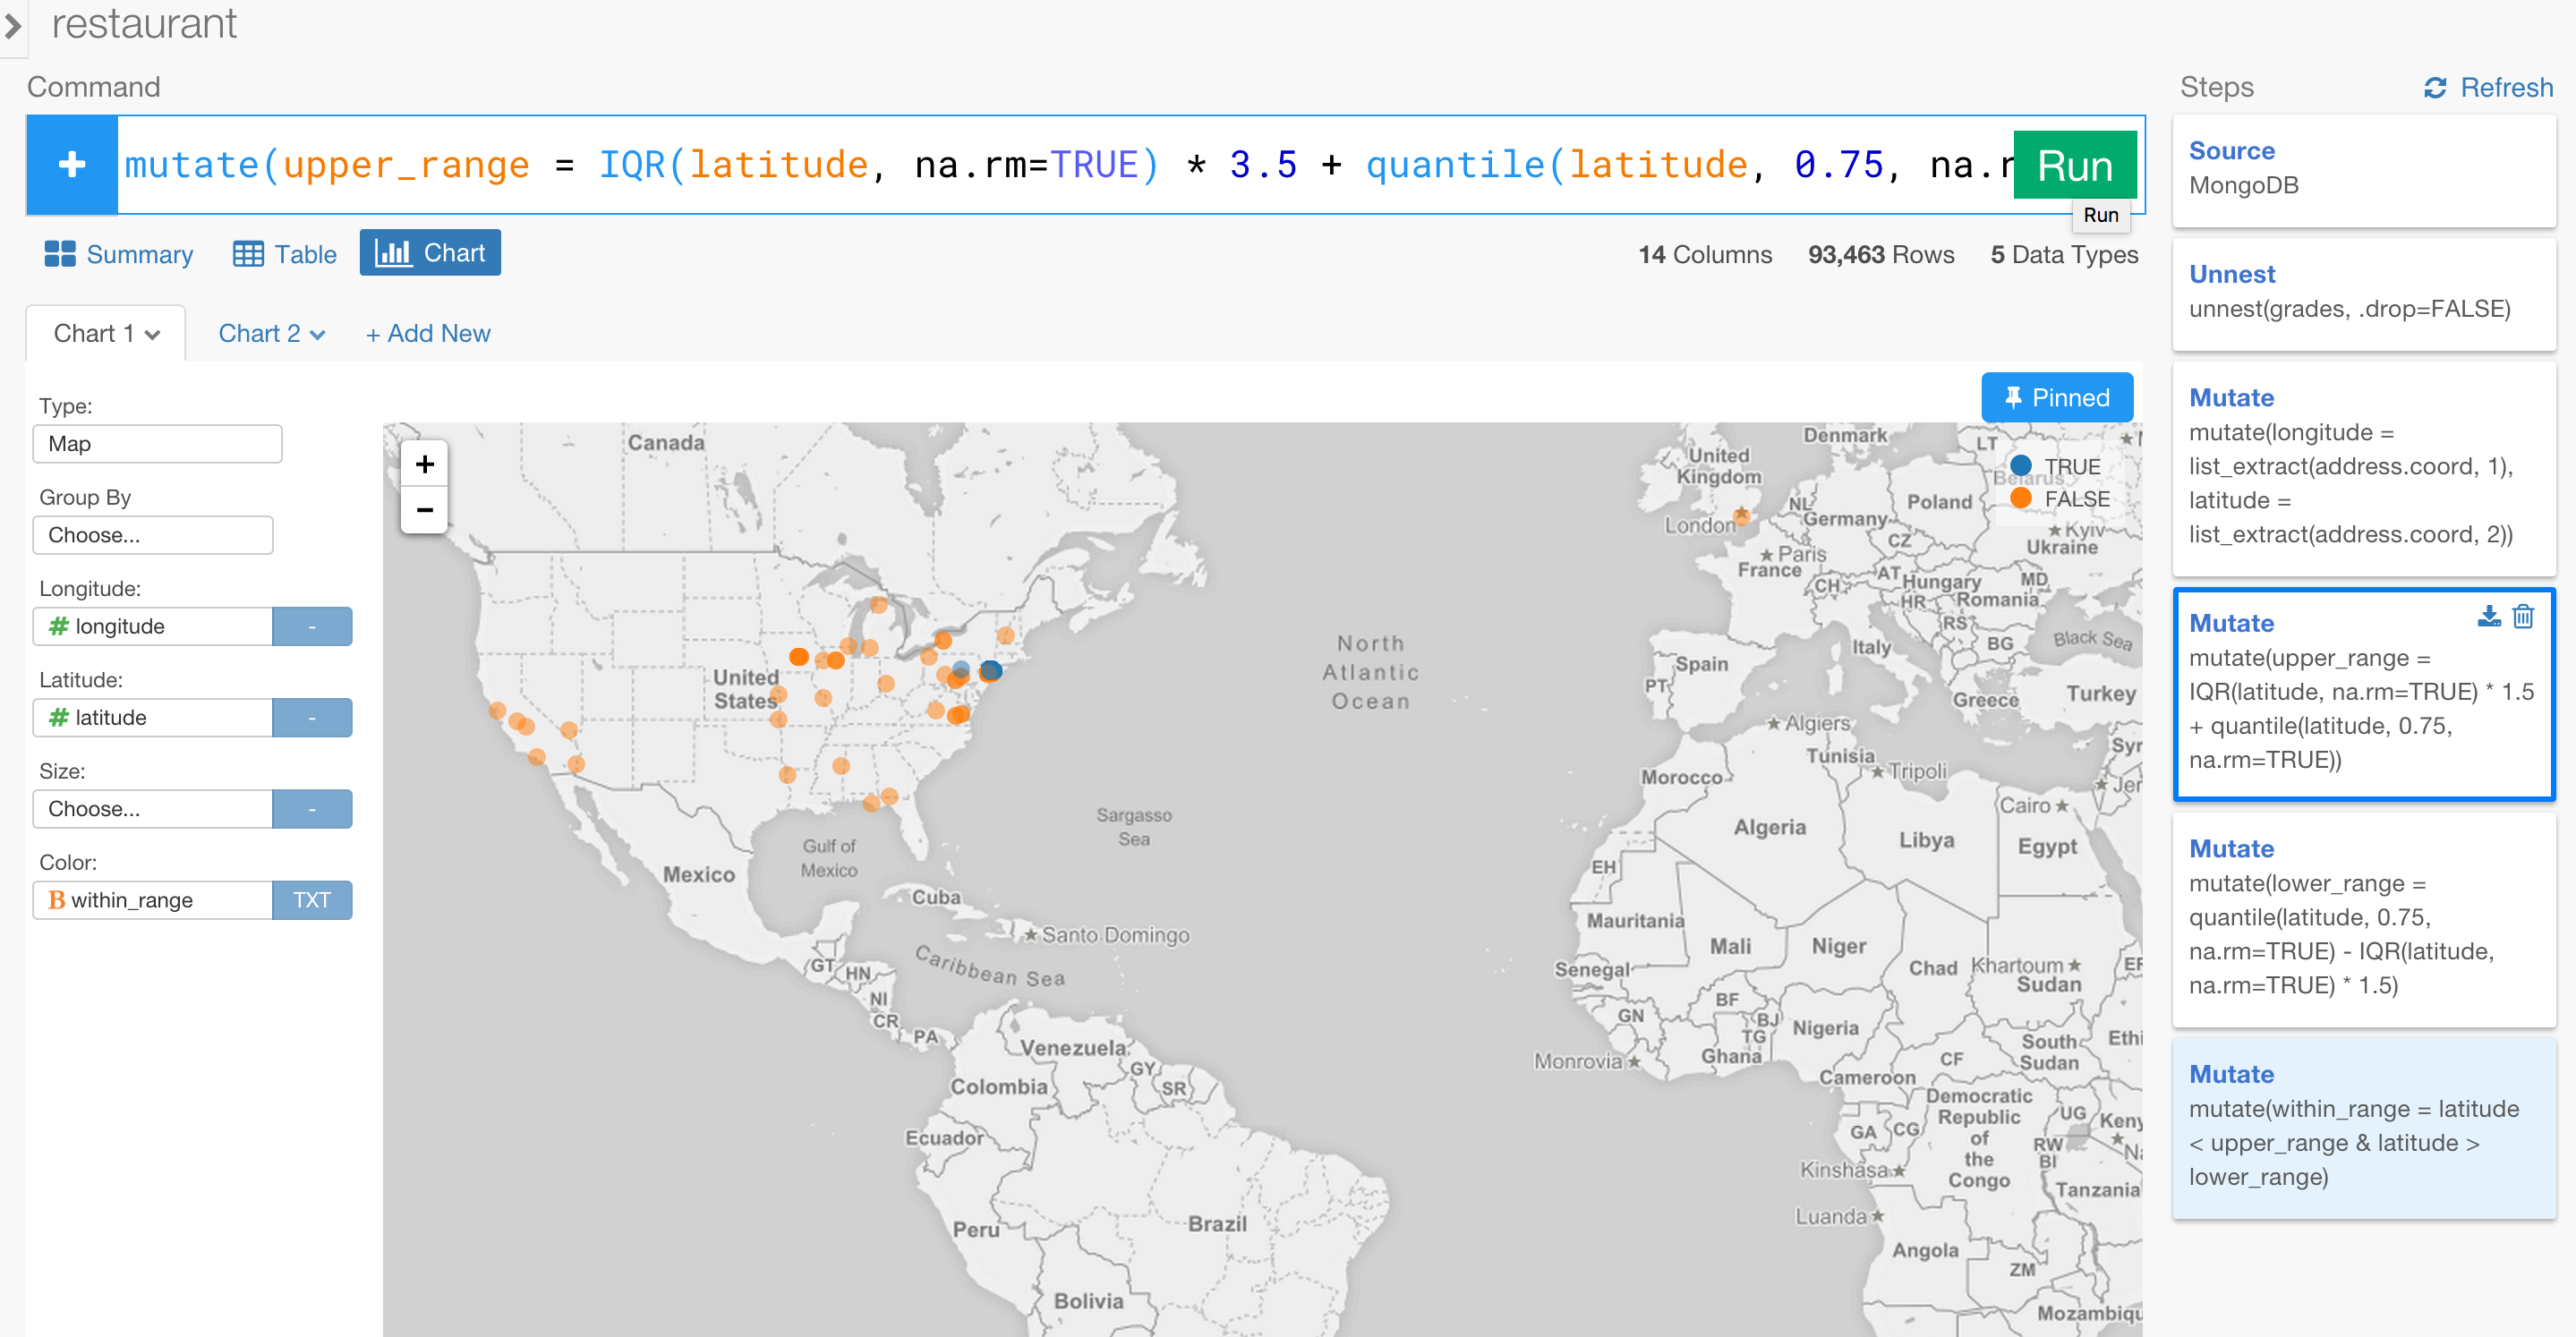 restaurant
Command
Steps
Refresh
mutate(upper_range = IQR(latitude, na.rm=TRUE) * 3.5 + quantile(latitude, 0.75, na.r
Run
Run
Summary
Table
Chart
14 Columns
93,463 Rows
5 Data Types
Chart 1
Chart 2
+ Add New
Pinned
Type:
Map
Group By
Choose...
Longitude:
# longitude
-
Latitude:
# latitude
-
Size:
Choose...
-
Color:
B within_range
TXT
+
−
TRUE
FALSE
Canada
United
States
Mexico
Gulf of
Mexico
Cuba
Santo Domingo
Caribbean Sea
Sargasso
Sea
North
Atlantic
Ocean
GT
HN
NI
CR
PA
Venezuela
Colombia
GY
SR
Ecuador
Peru
Brazil
Bolivia
Denmark
United
Kingdom
London
LT
Belarus
NL
Poland
Germany
Kyiv
Ukraine
Paris
France
CZ
CH
AT
Hungary
MD
HR
Romania
RS
BG
Black Sea
Italy
Spain
PT
Greece
Turkey
Algiers
Tunisia
Tripoli
Syr
Morocco
Cairo
Jer
EH
Algeria
Libya
Egypt
Mauritania
Mali
Niger
Chad
Khartoum
Sudan
ER
Senegal
BF
GN
BJ
TG
Nigeria
Ghana
Monrovia
South
Sudan
Ethi
CF
Cameroon
Democratic
Republic
of
the
Congo
UG
Keny
GA
CG
RW
BI
Na
Kinshasa
Tanzania
Luanda
Angola
ZM
Mozambiqu
Source
MongoDB
Unnest
unnest(grades, .drop=FALSE)
Mutate
mutate(longitude =
list_extract(address.coord, 1),
latitude =
list_extract(address.coord, 2))
Mutate
mutate(upper_range =
IQR(latitude, na.rm=TRUE) * 1.5
+ quantile(latitude, 0.75,
na.rm=TRUE))
Mutate
mutate(lower_range =
quantile(latitude, 0.75,
na.rm=TRUE) - IQR(latitude,
na.rm=TRUE) * 1.5)
Mutate
mutate(within_range = latitude
< upper_range & latitude >
lower_range)